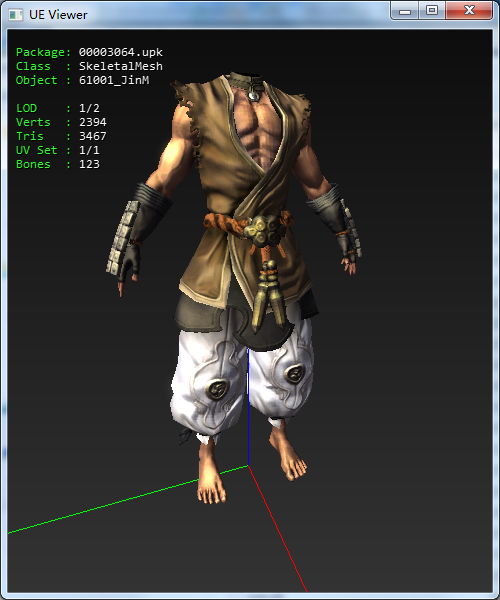 UE Viewer
Package: 00003064.upk
Class : SkeletalMesh
Object : 61001_JinM
LOD : 1/2
Verts : 2394
Tris : 3467
UV Set : 1/1
Bones : 123